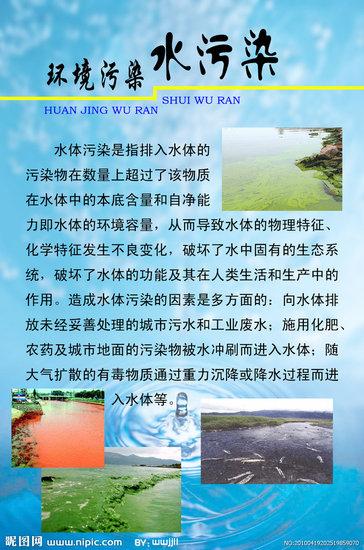 环境污染 水污染
HUAN JING WU RAN SHUI WU RAN
水体污染是指排入水体的
污染物在数量上超过了该物质
在水体中的本底含量和自净能
力即水体的环境容量，从而导致水体的物理特征、
化学特征发生不良变化，破坏了水中固有的生态系
统，破坏了水体的功能及其在人类生活和生产中的
作用。造成水体污染的因素是多方面的：向水体排
放未经妥善处理的城市污水和工业废水；施用化肥、
农药及城市地面的污染物被水冲刷而进入水体；随
大气扩散的有毒物质通过重力沉降或降水过程而进
入水体等。
昵图网 www.nipic.com BY: wwjjll NO:20100419202519859070